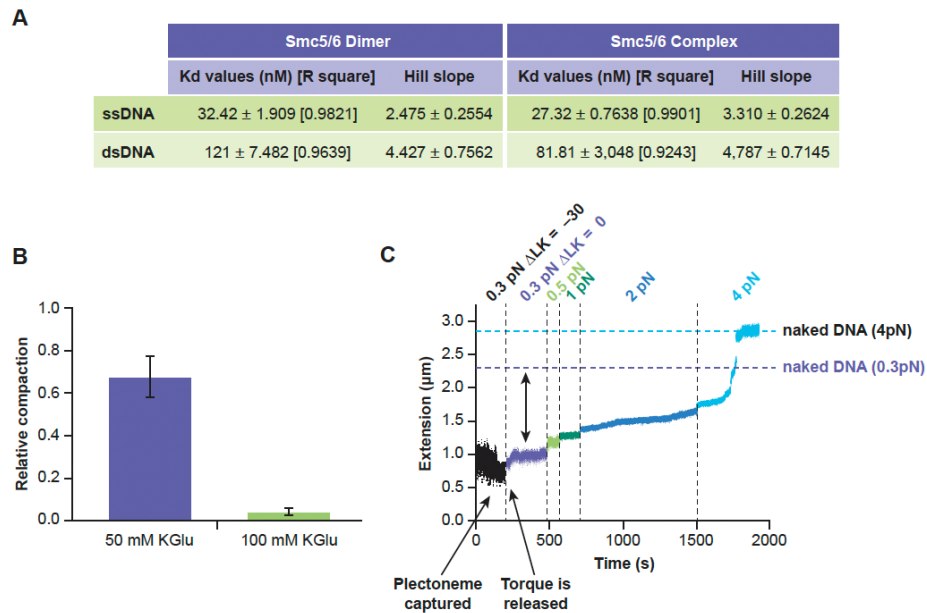 A
Smc5/6 Dimer Smc5/6 Complex
Kd values (nM) [R square] Hill slope Kd values (nM) [R square] Hill slope
ssDNA 32.42 ± 1.909 [0.9821] 2.475 ± 0.2554 27.32 ± 0.7638 [0.9901] 3.310 ± 0.2624
dsDNA 121 ± 7.482 [0.9639] 4.427 ± 0.7562 81.81 ± 3,048 [0.9243] 4,787 ± 0.7145
B
Relative compaction
1.0
0.8
0.6
0.4
0.2
0.0
50 mM KGlu 100 mM KGlu
C
0.3 pN ΔLK = –30
0.3 pN ΔLK = 0
0.5 pN
1 pN
2 pN
4 pN
Extension (μm)
3.0
2.5
2.0
1.5
1.0
0.5
0.0
naked DNA (4pN)
naked DNA (0.3pN)
0 500 1000 1500 2000
Time (s)
Plectoneme
captured
Torque is
released